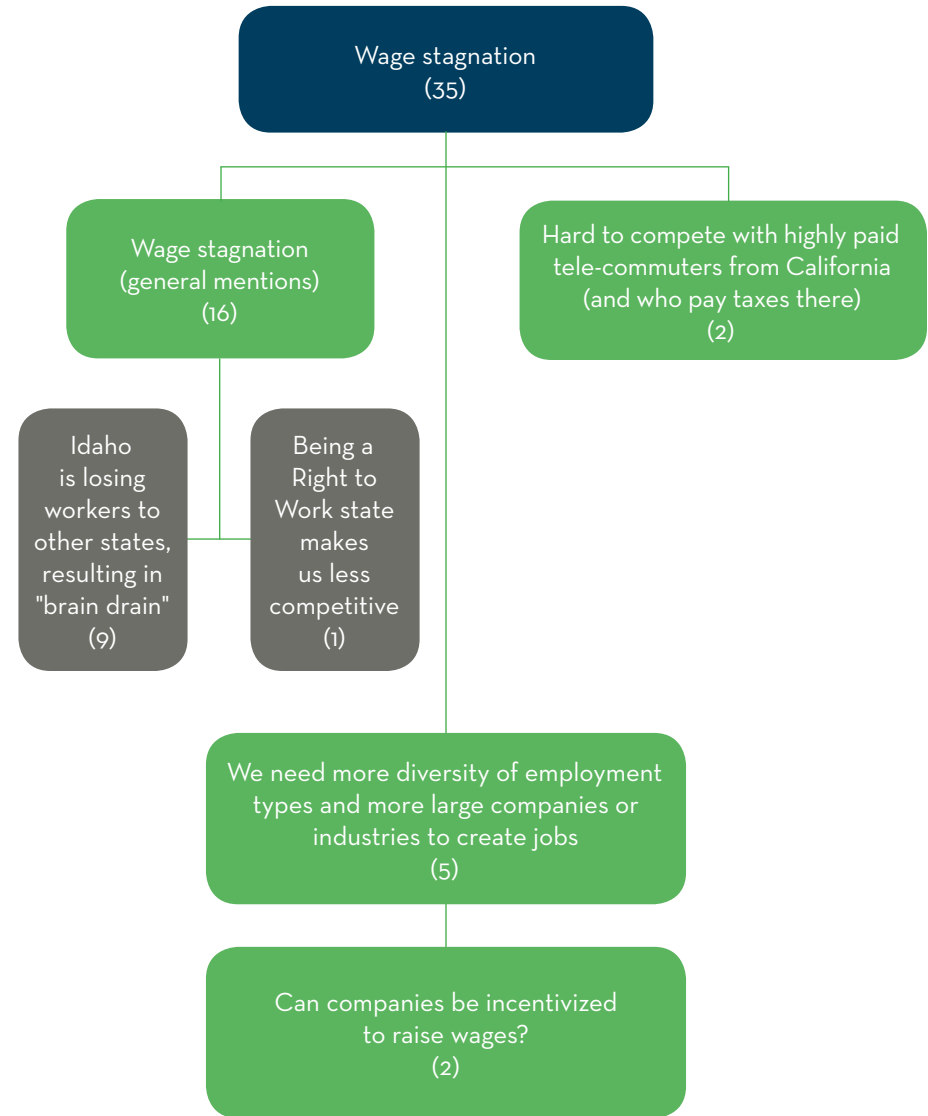 Wage stagnation
(35)
Wage stagnation
(general mentions)
(16)
Hard to compete with highly paid
tele-commuters from California
(and who pay taxes there)
(2)
Idaho
is losing
workers to
other states,
resulting in
"brain drain"
(9)
Being a
Right to
Work state
makes
us less
competitive
(1)
We need more diversity of employment
types and more large companies or
industries to create jobs
(5)
Can companies be incentivized
to raise wages?
(2)